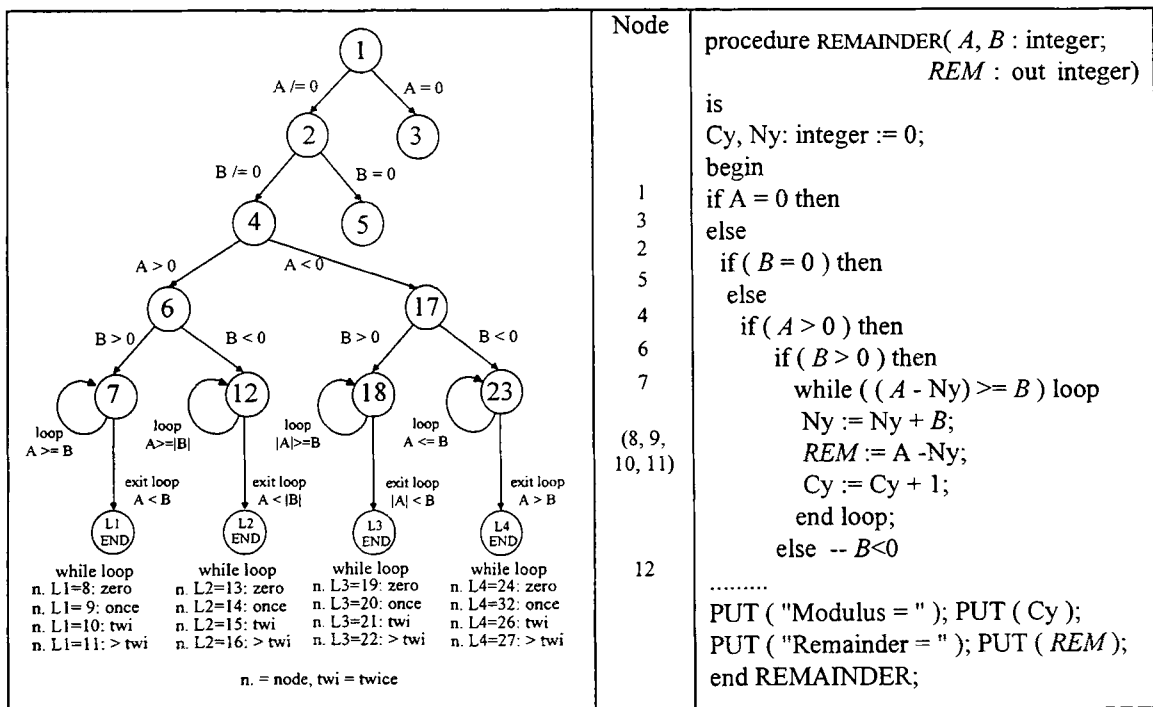 1
A /= 0
A = 0
2
3
B /= 0
B = 0
4
5
A > 0
A < 0
6
17
B > 0
B < 0
B > 0
B < 0
7
12
18
23
loop
A >= B
loop
A>=|B|
loop
|A|>=B
loop
A <= B
exit loop
A < B
exit loop
A < |B|
exit loop
|A| < B
exit loop
A > B
L1
END
L2
END
L3
END
L4
END
while loop
n. L1=8: zero
n. L1= 9: once
n. L1=10: twi
n. L1=11: > twi
while loop
n. L2=13: zero
n. L2=14: once
n. L2=15: twi
n. L2=16: > twi
while loop
n. L3=19: zero
n. L3=20: once
n. L3=21: twi
n. L3=22: > twi
while loop
n. L4=24: zero
n. L4=32: once
n. L4=26: twi
n. L4=27: > twi
n. = node, twi = twice
Node
1
3
2
5
4
6
7
(8, 9,
10, 11)
12
procedure REMAINDER( A, B : integer;
REM : out integer)
is
Cy, Ny: integer := 0;
begin
if A = 0 then
else
if ( B = 0 ) then
else
if ( A > 0 ) then
if ( B > 0 ) then
while ( ( A - Ny) >= B ) loop
Ny := Ny + B;
REM := A -Ny;
Cy := Cy + 1;
end loop;
else -- B<0
.........
PUT ( "Modulus = " ); PUT ( Cy );
PUT ( "Remainder = " ); PUT ( REM );
end REMAINDER;